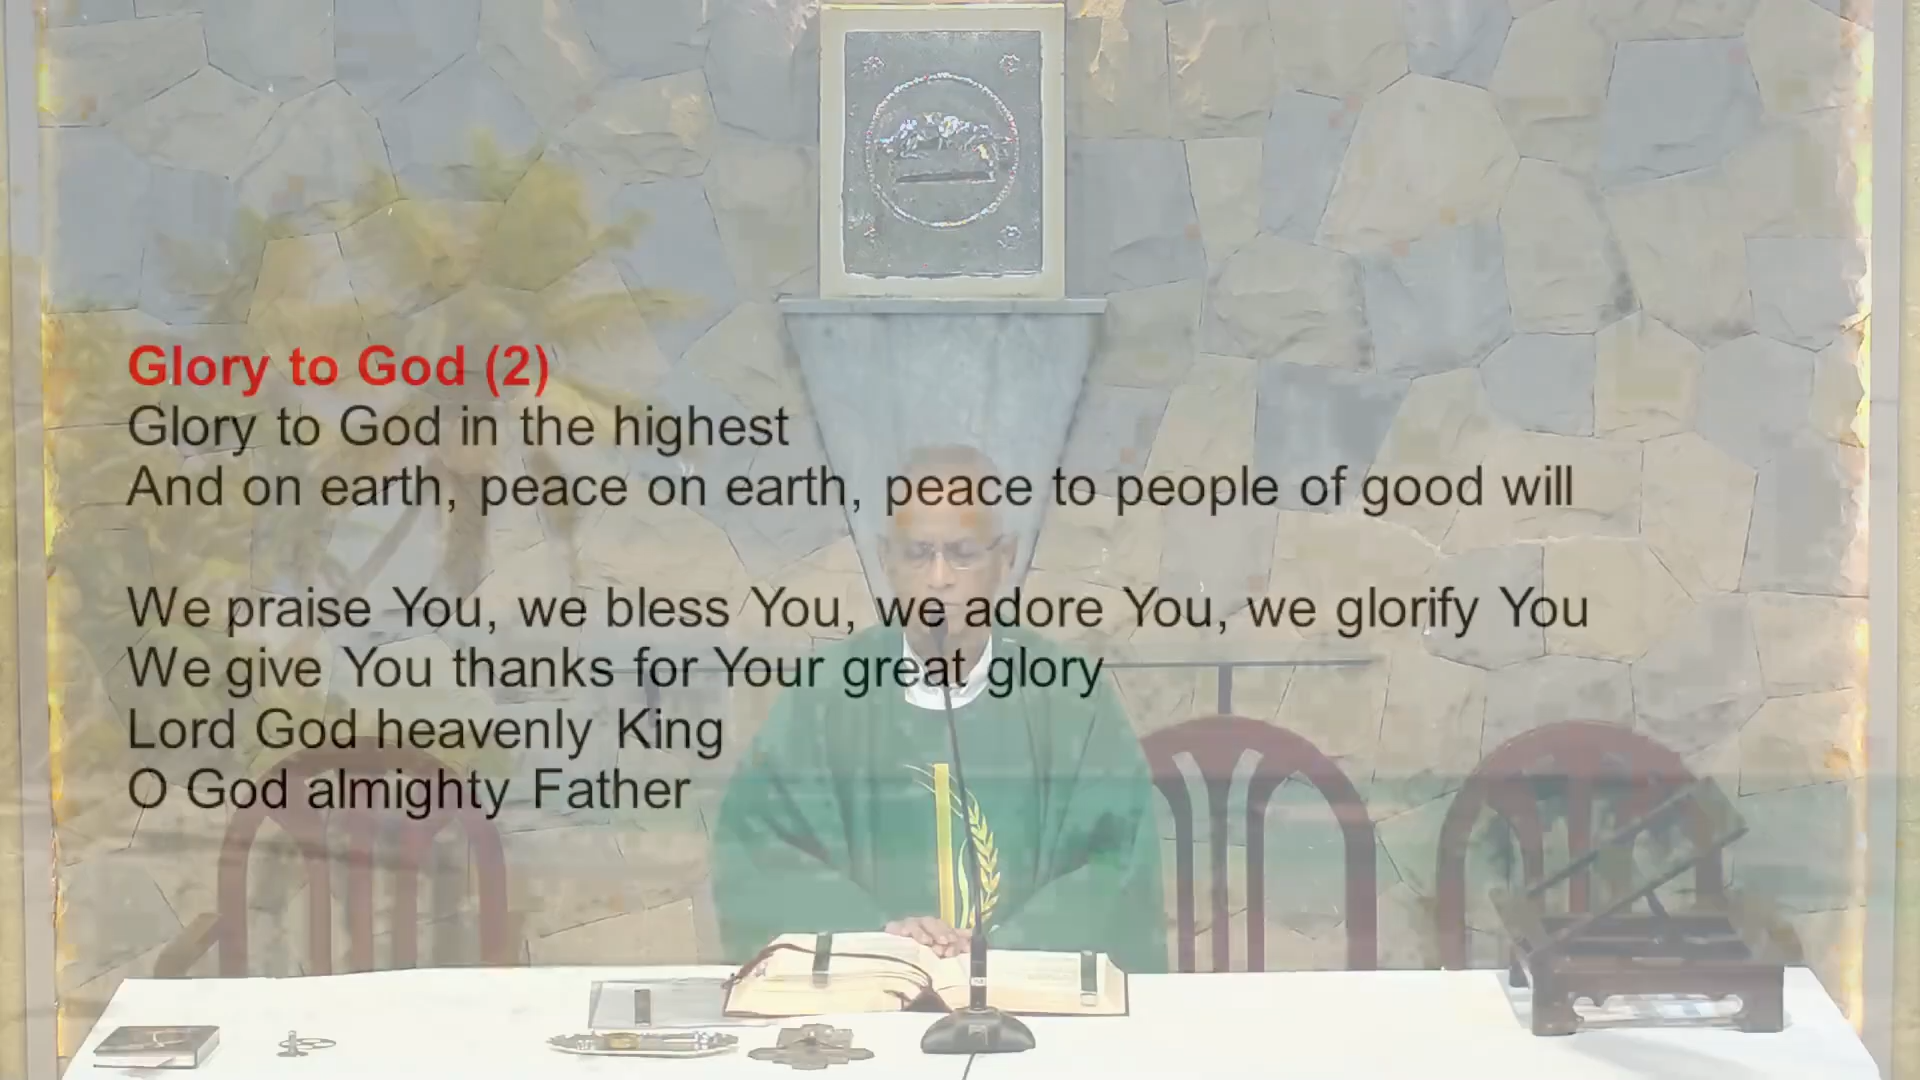 Glory to God (2)
Glory to God in the highest
And on earth, peace on earth, peace to people of good will
We praise You, we bless You, we adore You, we glorify You
We give You thanks for Your great glory
Lord God heavenly King
O God almighty Father